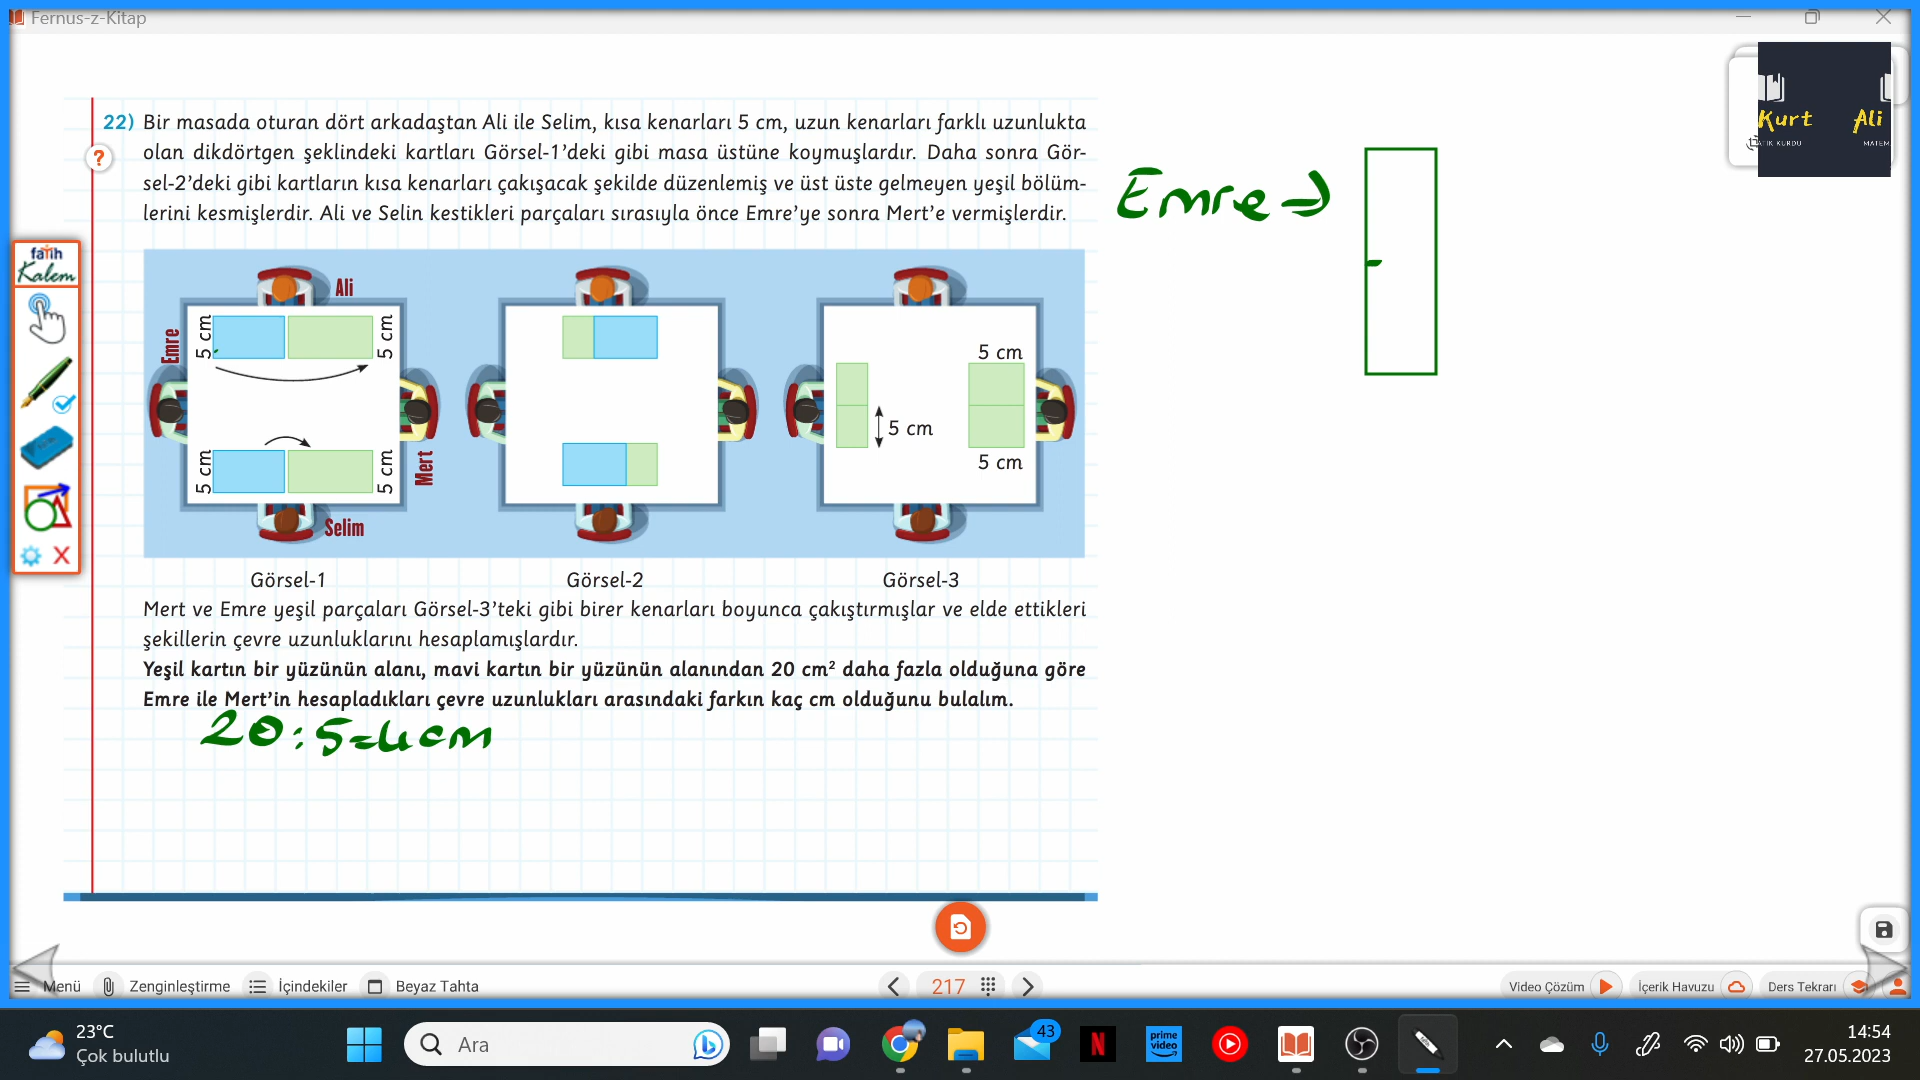 Fernus-z-Kitap
Kurt Ali
MATEM
22) Bir masada oturan dört arkadaştan Ali ile Selim, kısa kenarları 5 cm, uzun kenarları farklı uzunlukta
olan dikdörtgen şeklindeki kartları Görsel-1'deki gibi masa üstüne koymuşlardır. Daha sonra Gör-
sel-2'deki gibi kartların kısa kenarları çakışacak şekilde düzenlemiş ve üst üste gelmeyen yeşil bölüm-
lerini kesmişlerdir. Ali ve Selin kestikleri parçaları sırasıyla önce Emre'ye sonra Mert'e vermişlerdir.
Emre
?
fatih
Kalem
Ali
Emre
5 cm
5 cm
5 cm
5 cm
Mert
Selim
5 cm
5 cm
5 cm
Görsel-1
Görsel-2
Görsel-3
Mert ve Emre yeşil parçaları Görsel-3'teki gibi birer kenarları boyunca çakıştırmışlar ve elde ettikleri
şekillerin çevre uzunluklarını hesaplamışlardır.
Yeşil kartın bir yüzünün alanı, mavi kartın bir yüzünün alanından 20 cm² daha fazla olduğuna göre
Emre ile Mert'in hesapladıkları çevre uzunlukları arasındaki farkın kaç cm olduğunu bulalım.
20:5=4cm
Menü
Zenginleştirme
İçindekiler
Beyaz Tahta
217
Video Çözüm
İçerik Havuzu
Ders Tekrarı
23°C
Çok bulutlu
Ara
43
N
prime
video
14:54
27.05.2023